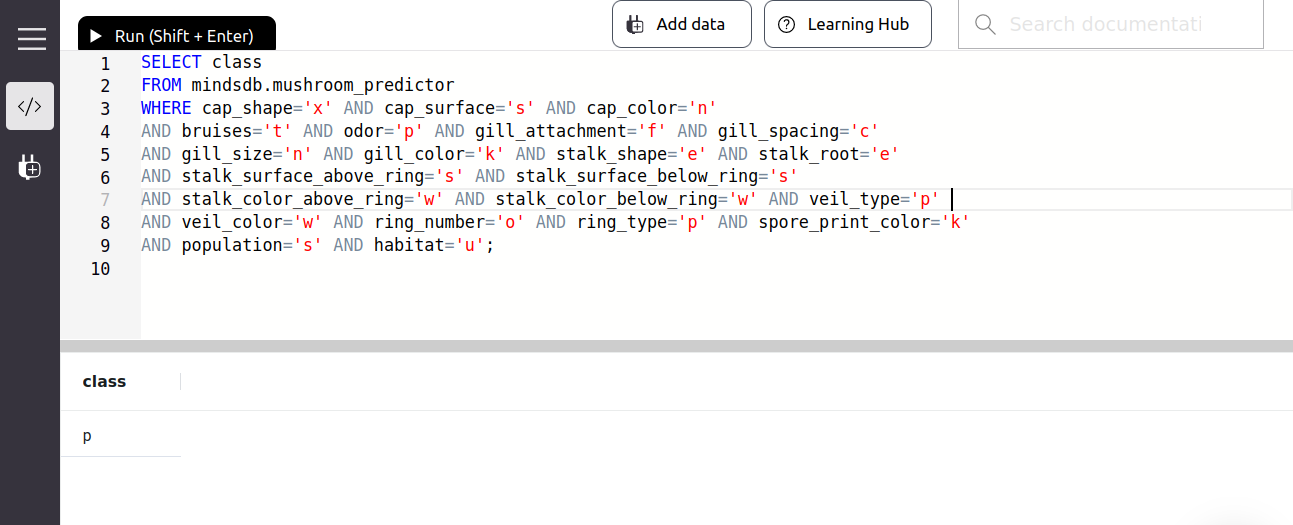 Run (Shift + Enter)
Add data
Learning Hub
Search documentati
1 SELECT class
2 FROM mindsdb.mushroom_predictor
3 WHERE cap_shape='x' AND cap_surface='s' AND cap_color='n'
4 AND bruises='t' AND odor='p' AND gill_attachment='f' AND gill_spacing='c'
5 AND gill_size='n' AND gill_color='k' AND stalk_shape='e' AND stalk_root='e'
6 AND stalk_surface_above_ring='s' AND stalk_surface_below_ring='s'
7 AND stalk_color_above_ring='w' AND stalk_color_below_ring='w' AND veil_type='p'
8 AND veil_color='w' AND ring_number='o' AND ring_type='p' AND spore_print_color='k'
9 AND population='s' AND habitat='u';
10
class
p